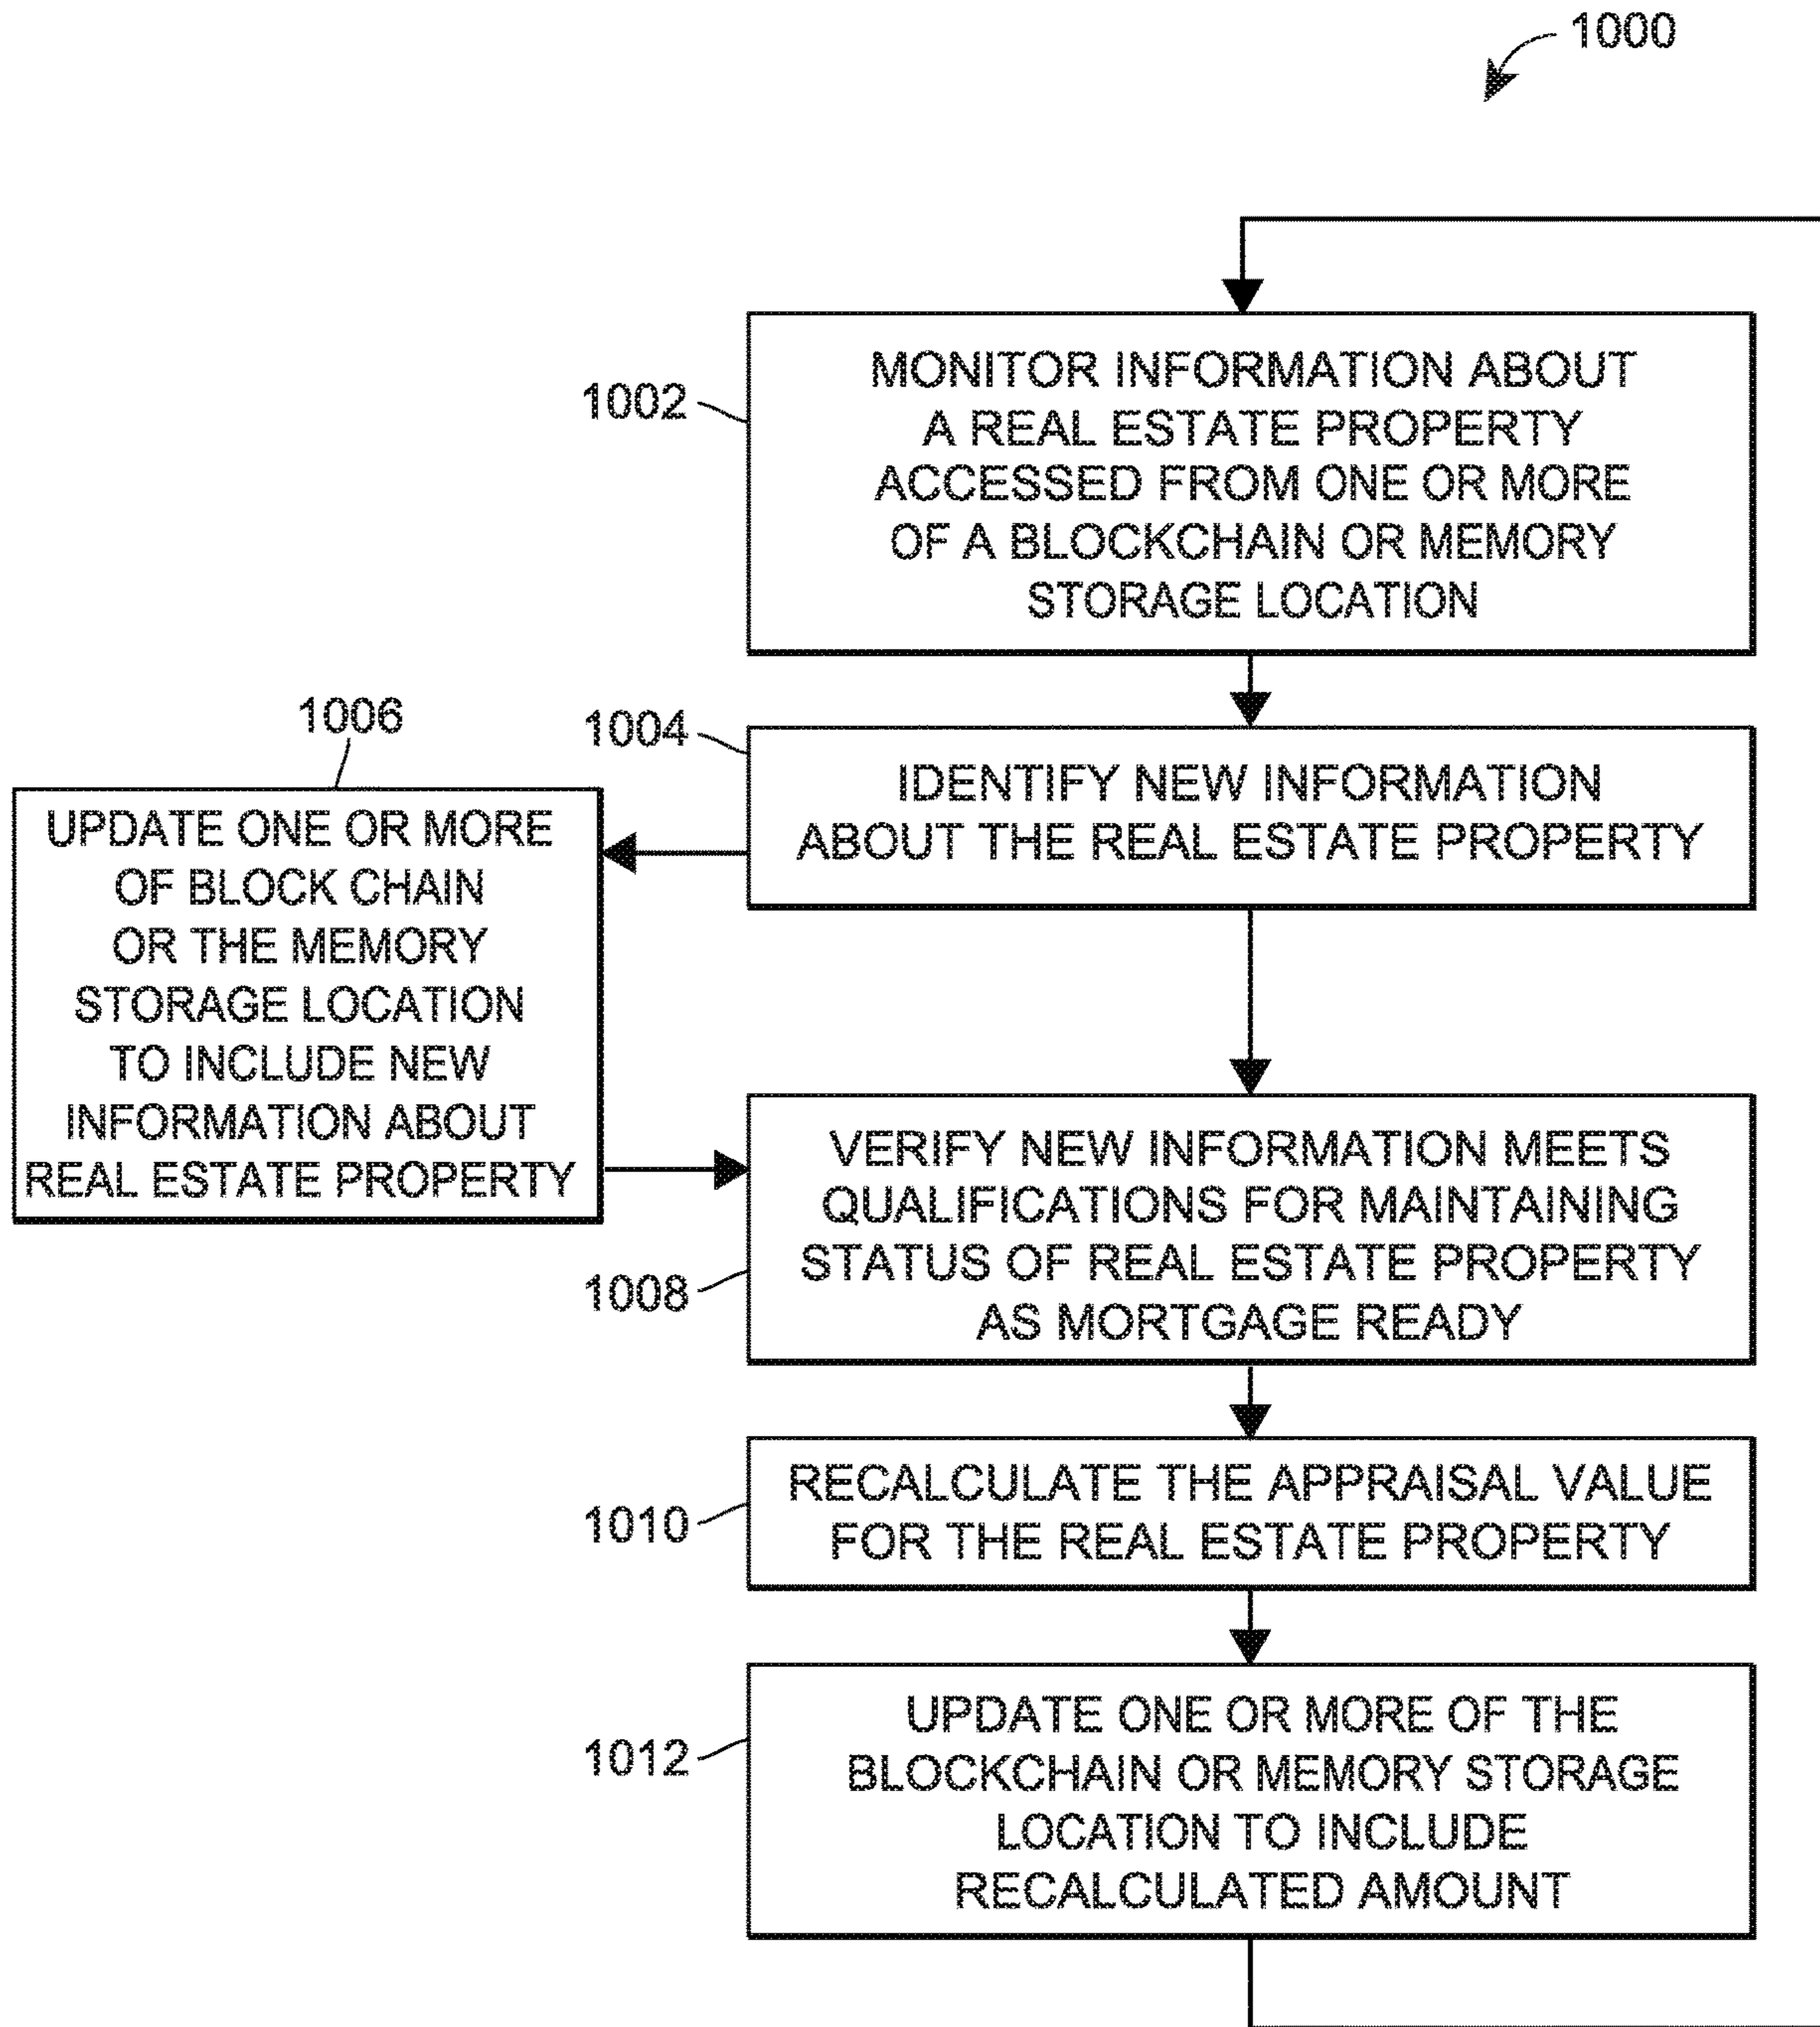 1000
1002
MONITOR INFORMATION ABOUT
A REAL ESTATE PROPERTY
ACCESSED FROM ONE OR MORE
OF A BLOCKCHAIN OR MEMORY
STORAGE LOCATION
1004
IDENTIFY NEW INFORMATION
ABOUT THE REAL ESTATE PROPERTY
1006
UPDATE ONE OR MORE
OF BLOCK CHAIN
OR THE MEMORY
STORAGE LOCATION
TO INCLUDE NEW
INFORMATION ABOUT
REAL ESTATE PROPERTY
1008
VERIFY NEW INFORMATION MEETS
QUALIFICATIONS FOR MAINTAINING
STATUS OF REAL ESTATE PROPERTY
AS MORTGAGE READY
1010
RECALCULATE THE APPRAISAL VALUE
FOR THE REAL ESTATE PROPERTY
1012
UPDATE ONE OR MORE OF THE
BLOCKCHAIN OR MEMORY STORAGE
LOCATION TO INCLUDE
RECALCULATED AMOUNT